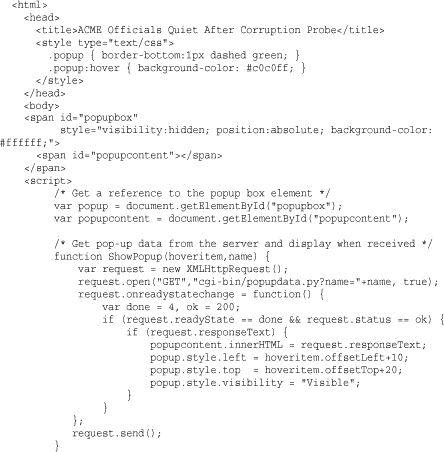 <html>
<head>
<title>ACME Officials Quiet After Corruption Probe</title>
<style type="text/css">
.popup { border-bottom:1px dashed green; }
.popup:hover { background-color: #c0c0ff; }
</style>
</head>
<body>
<span id="popupbox"
style="visibility:hidden; position:absolute; background-color:
#ffffff;">
<span id="popupcontent"></span>
</span>
<script>
/* Get a reference to the popup box element */
var popup = document.getElementById("popupbox");
var popupcontent = document.getElementById("popupcontent");
/* Get pop-up data from the server and display when received */
function ShowPopup(hoveritem,name) {
var request = new XMLHttpRequest();
request.open("GET","cgi-bin/popupdata.py?name="+name, true);
request.onreadystatechange = function() {
var done = 4, ok = 200;
if (request.readyState == done && request.status == ok) {
if (request.responseText) {
popupcontent.innerHTML = request.responseText;
popup.style.left = hoveritem.offsetLeft+10;
popup.style.top = hoveritem.offsetTop+20;
popup.style.visibility = "Visible";
}
}
};
request.send();
}